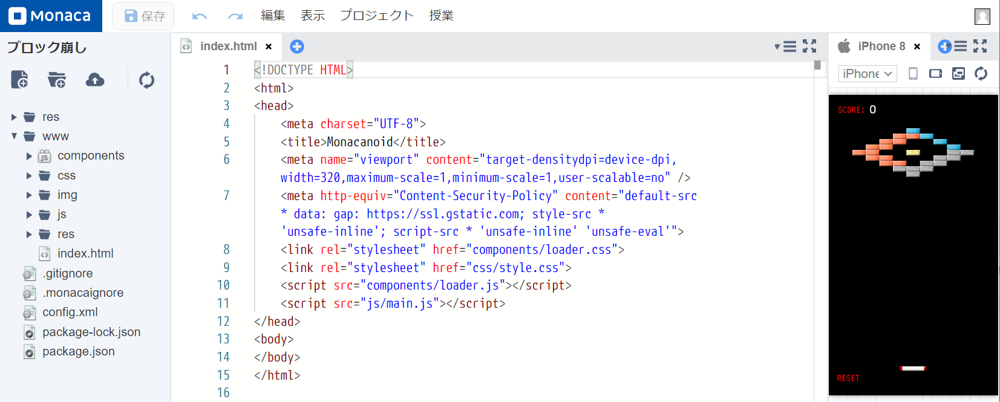 Monaca 保存 編集 表示 プロジェクト 授業
ブロック崩し
res
www
components
css
img
js
res
index.html
.gitignore
.monacaignore
config.xml
package-lock.json
package.json
index.html ×
1 <!DOCTYPE HTML>
2 <html>
3 <head>
4 <meta charset="UTF-8">
5 <title>Monacanoid</title>
6 <meta name="viewport" content="target-densitydpi=device-dpi,
width=320,maximum-scale=1,minimum-scale=1,user-scalable=no" />
7 <meta http-equiv="Content-Security-Policy" content="default-src
* data: gap: https://ssl.gstatic.com; style-src *
'unsafe-inline'; script-src * 'unsafe-inline' 'unsafe-eval'">
8 <link rel="stylesheet" href="components/loader.css">
9 <link rel="stylesheet" href="css/style.css">
10 <script src="components/loader.js"></script>
11 <script src="js/main.js"></script>
12 </head>
13 <body>
14 </body>
15 </html>
16
iPhone 8 ×
iPhone
SCORE: 0
RESET